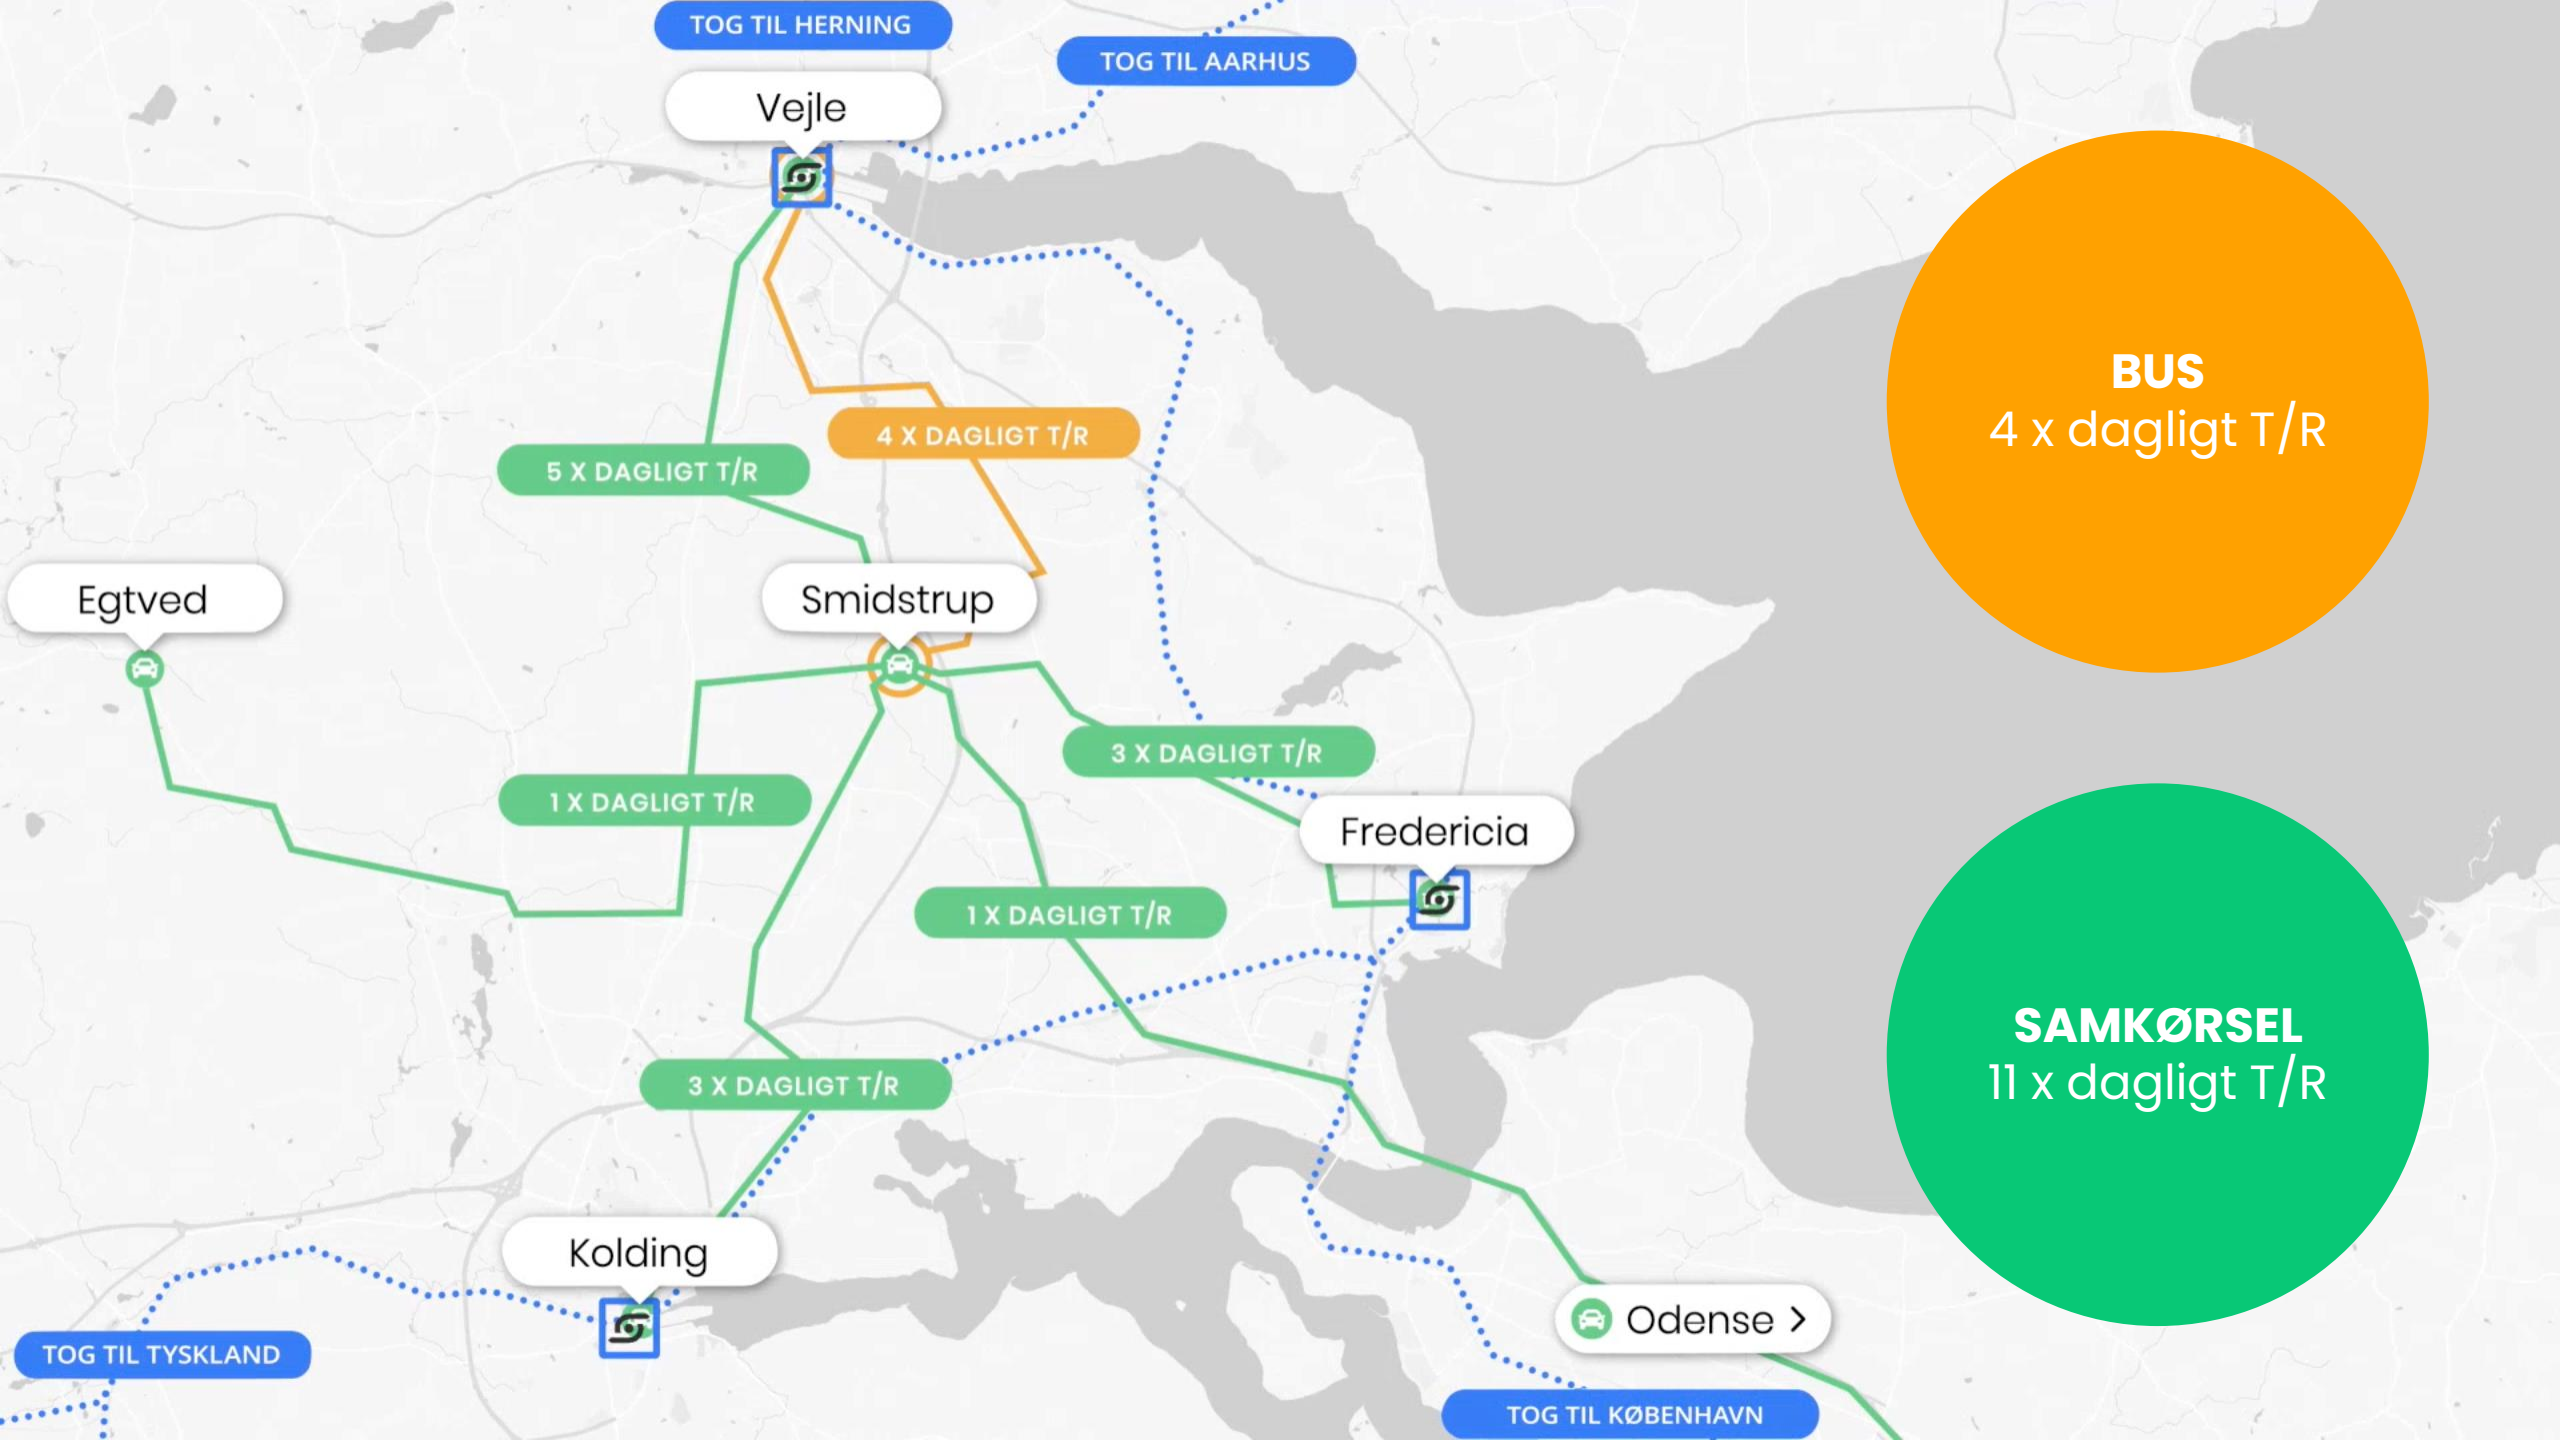 TOG TIL HERNING
TOG TIL AARHUS
Vejle
4 X DAGLIGT T/R
5 X DAGLIGT T/R
Egtved
Smidstrup
3 X DAGLIGT T/R
1 X DAGLIGT T/R
Fredericia
1 X DAGLIGT T/R
3 X DAGLIGT T/R
Kolding
Odense >
TOG TIL TYSKLAND
TOG TIL KØBENHAVN
BUS
4 x dagligt T/R
SAMKØRSEL
11 x dagligt T/R